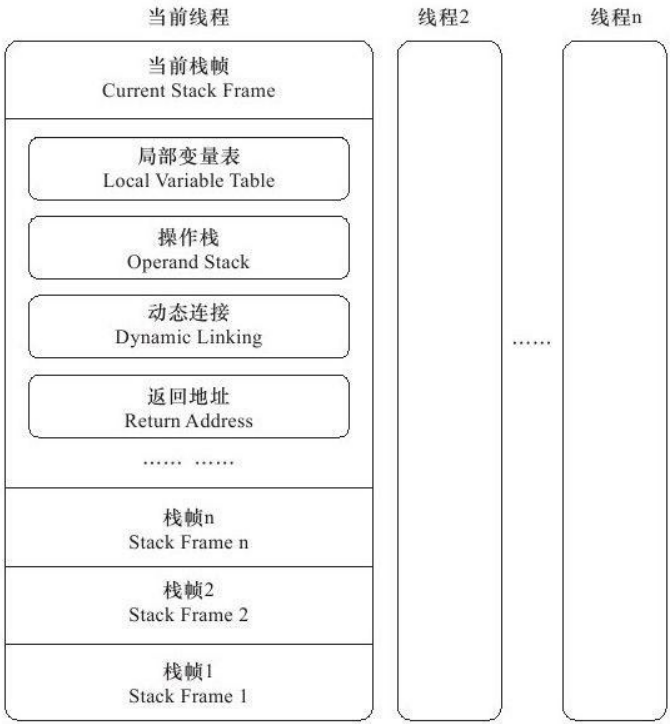 当前线程
线程2
线程n
当前栈帧
Current Stack Frame
局部变量表
Local Variable Table
操作栈
Operand Stack
动态连接
Dynamic Linking
返回地址
Return Address
…… ……
……
栈帧n
Stack Frame n
栈帧2
Stack Frame 2
栈帧1
Stack Frame 1